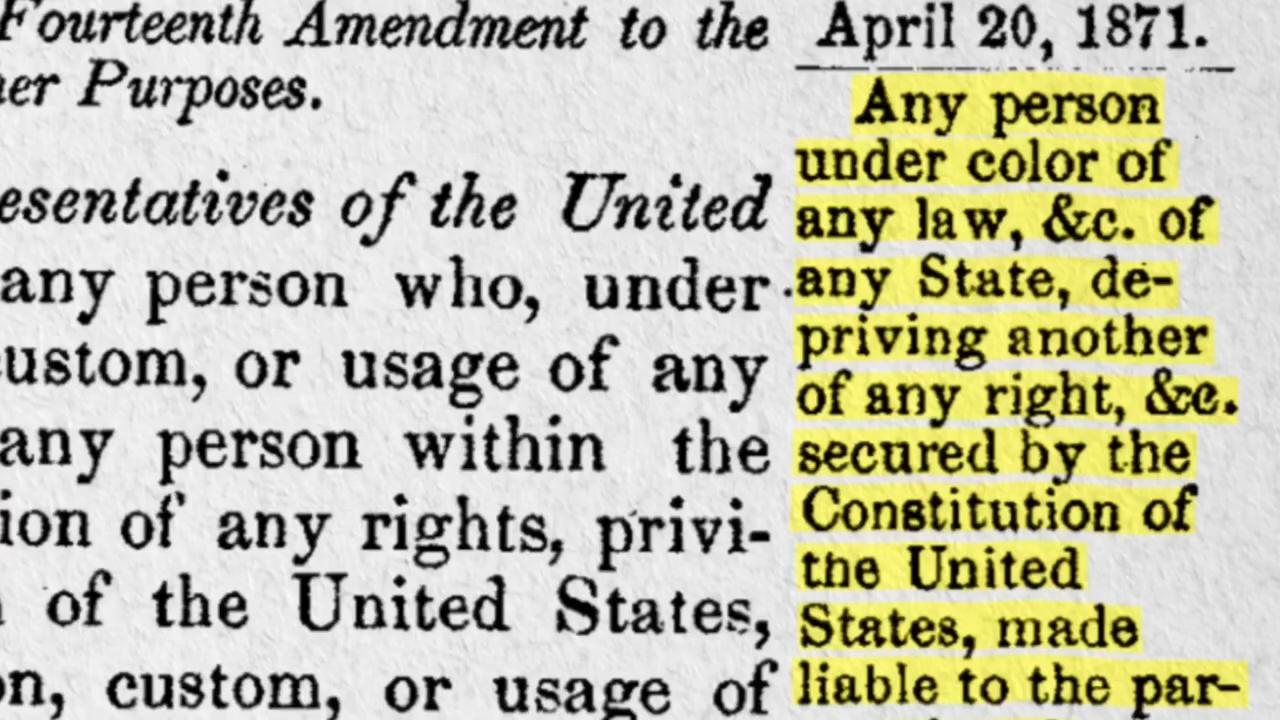 Fourteenth Amendment to the
er Purposes.
esentatives of the United
any person who, under
ustom, or usage of any
any person within the
ion of any rights, privi-
of the United States,
on, custom, or usage of
April 20, 1871.
Any person
under color of
any law, &c. of
any State, de-
priving another
of any right, &c.
secured by the
Constitution of
the United
States, made
liable to the par-